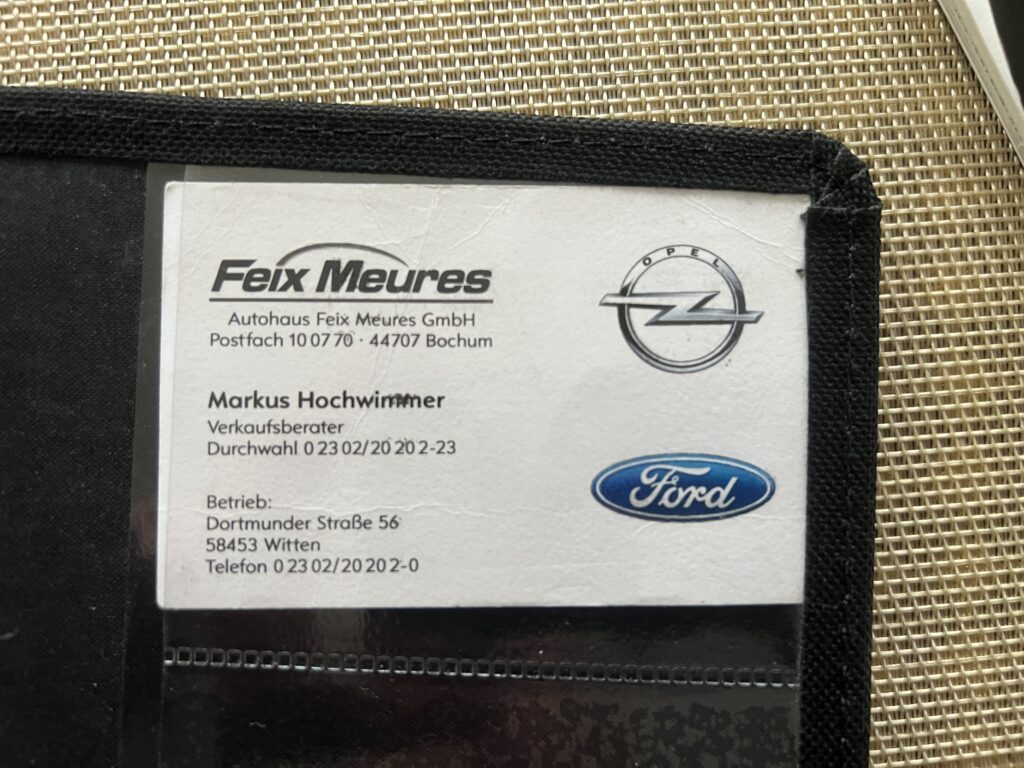 Feix Meures
Autohaus Feix Meures GmbH
Postfach 10 07 70 · 44707 Bochum
OPEL
Markus Hochwimmer
Verkaufsberater
Durchwahl 0 23 02/20 20 2-23
Ford
Betrieb:
Dortmunder Straße 56
58453 Witten
Telefon 0 23 02/20 20 2-0